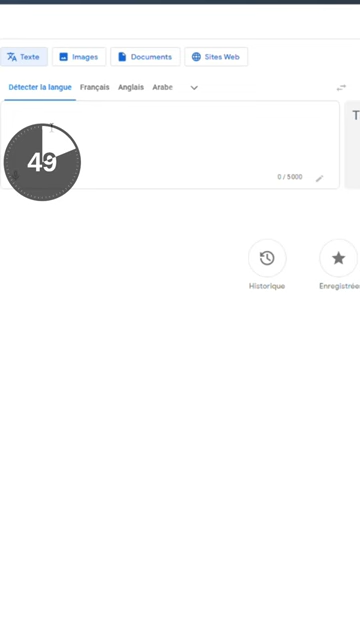 Texte Images Documents Sites Web
Détecter la langue Français Anglais Arabe
T
49
0 / 5000
Historique Enregistrée